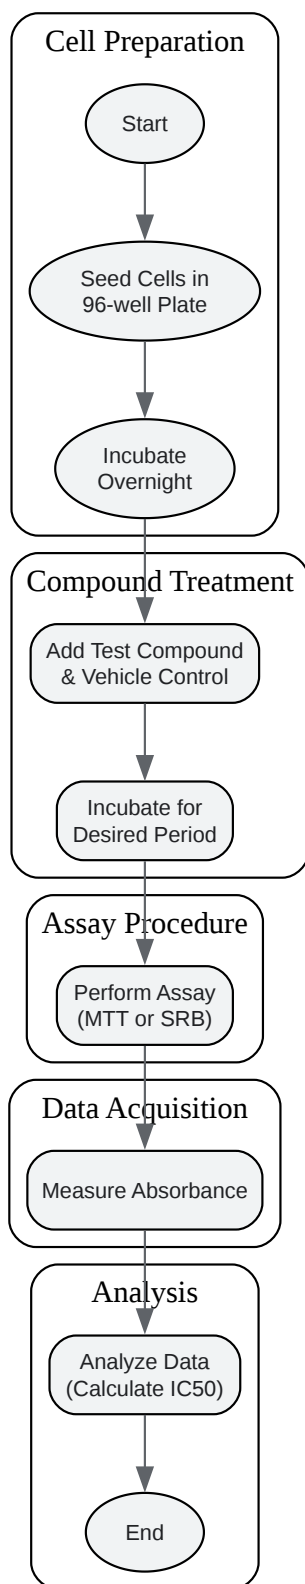 Cell Preparation
Start
Seed Cells in
96-well Plate
Incubate
Overnight
Compound Treatment
Add Test Compound
& Vehicle Control
Incubate for
Desired Period
Assay Procedure
Perform Assay
(MTT or SRB)
Data Acquisition
Measure Absorbance
Analysis
Analyze Data
(Calculate IC50)
End